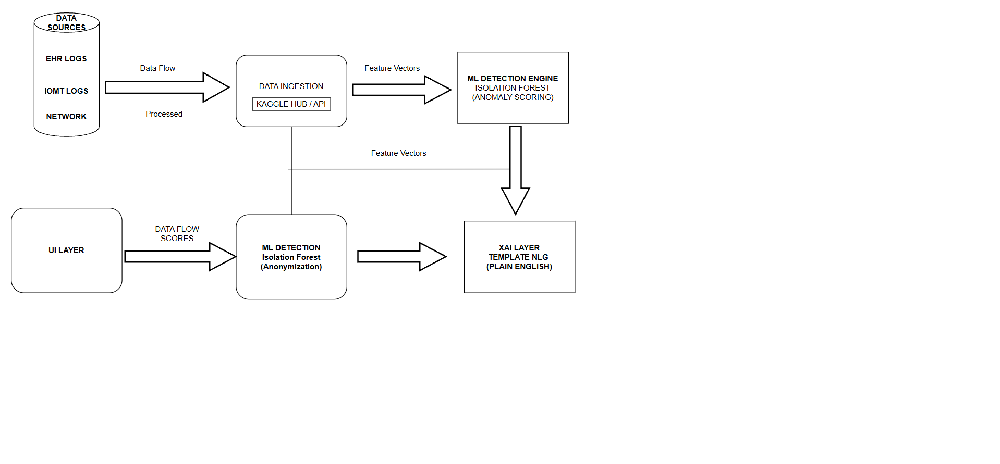 DATA
SOURCES
EHR LOGS
IOMT LOGS
NETWORK
Data Flow
Processed
DATA INGESTION
KAGGLE HUB / API
Feature Vectors
ML DETECTION ENGINE
ISOLATION FOREST
(ANOMALY SCORING)
Feature Vectors
UI LAYER
DATA FLOW
SCORES
ML DETECTION
Isolation Forest
(Anonymization)
XAI LAYER
TEMPLATE NLG
(PLAIN ENGLISH)